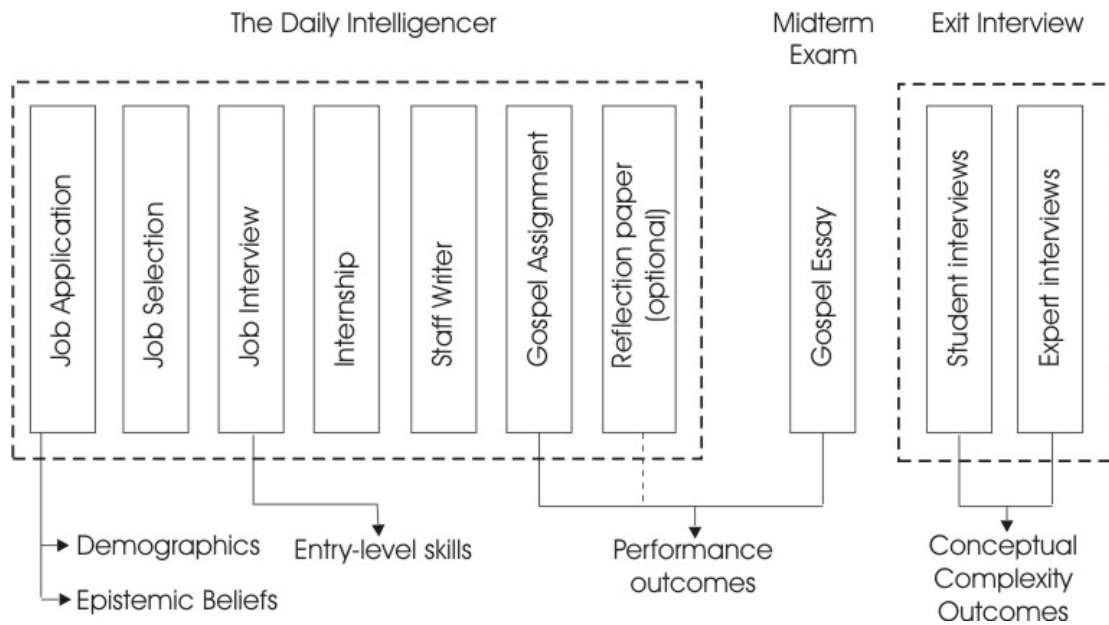 The Daily Intelligencer
Midterm
Exam
Exit Interview
Job Application
Job Selection
Job Interview
Internship
Staff Writer
Gospel Assignment
Reflection paper
(optional)
Gospel Essay
Student interviews
Expert interviews
Demographics
Epistemic Beliefs
Entry-level skills
Performance
outcomes
Conceptual
Complexity
Outcomes